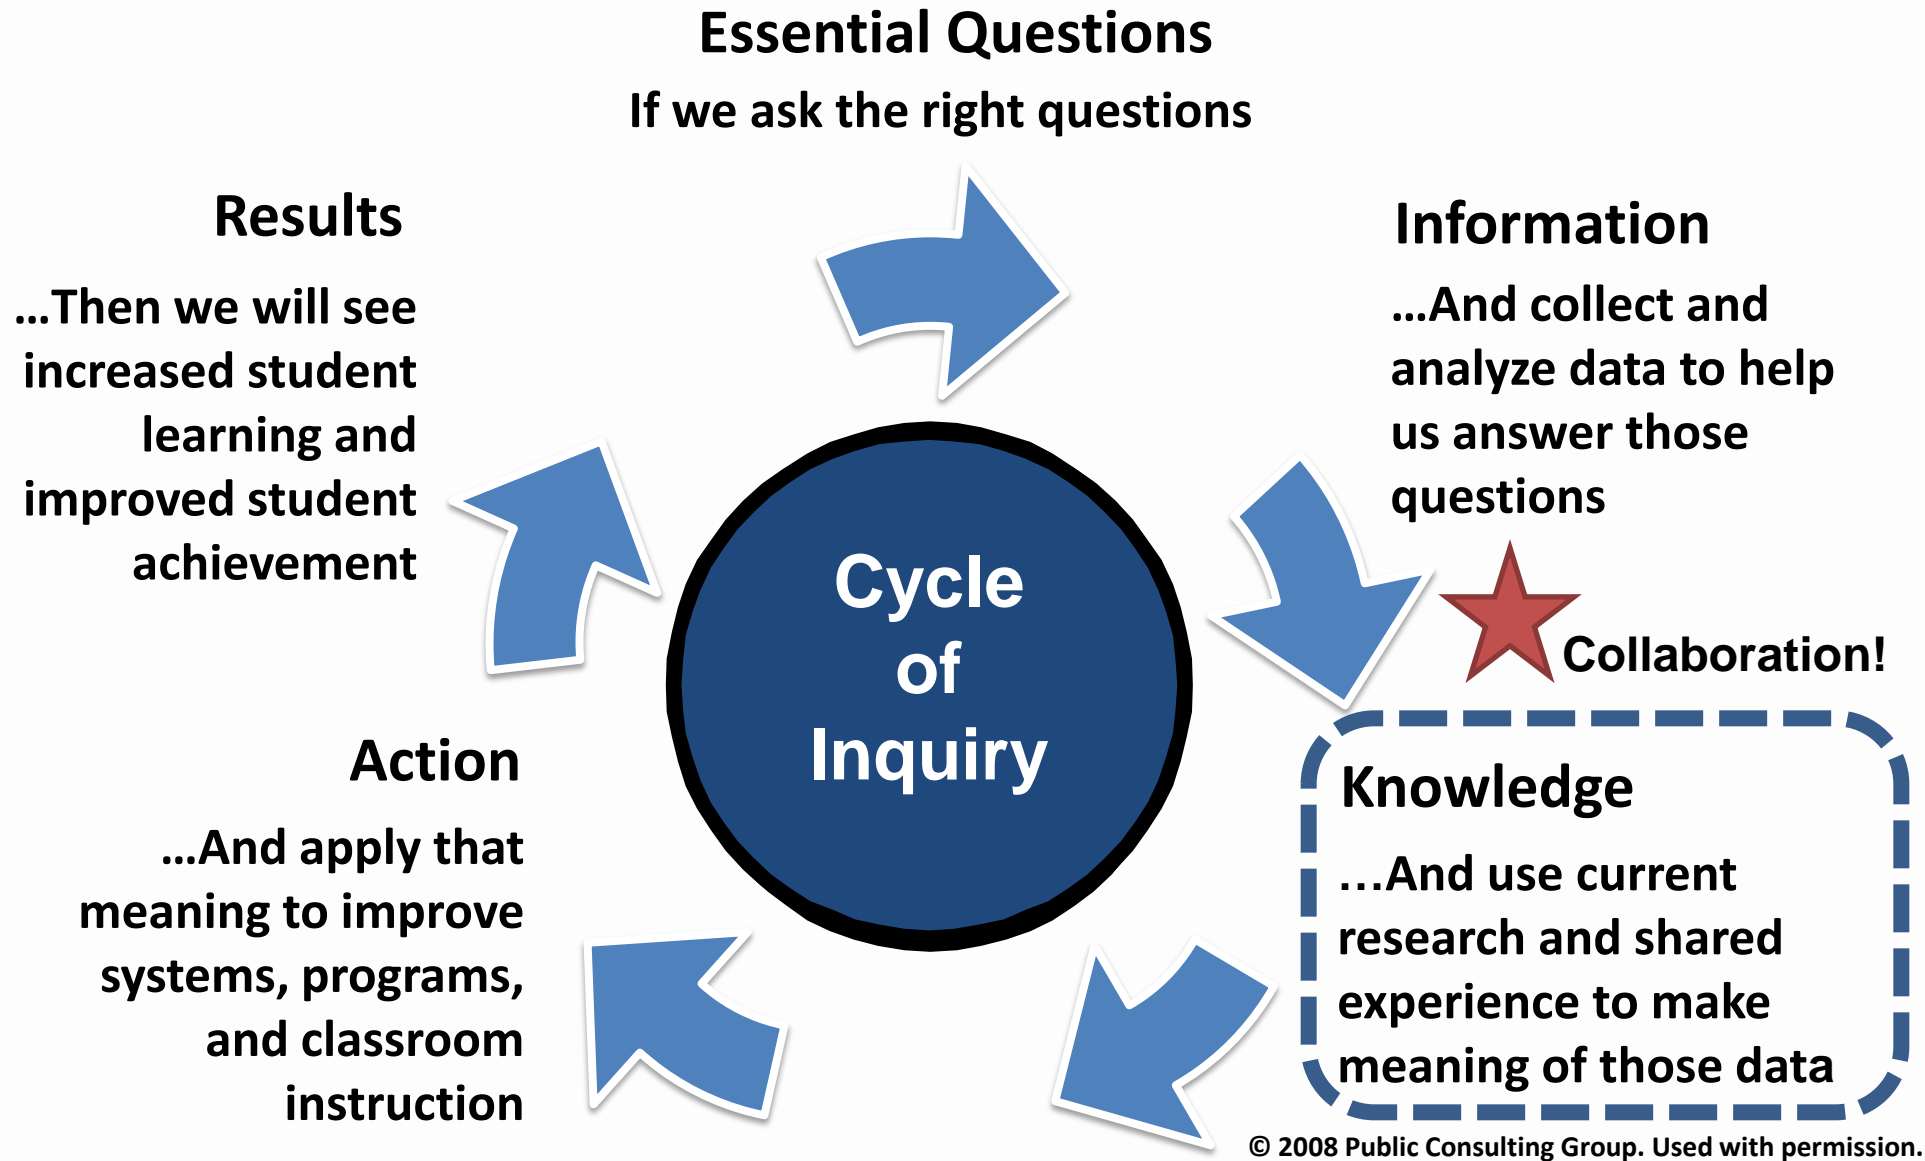 Essential Questions
If we ask the right questions
Information
…And collect and
analyze data to help
us answer those
questions
Collaboration!
Knowledge
…And use current
research and shared
experience to make
meaning of those data
Action
…And apply that
meaning to improve
systems, programs,
and classroom
instruction
Results
…Then we will see
increased student
learning and
improved student
achievement
Cycle
of
Inquiry
© 2008 Public Consulting Group. Used with permission.